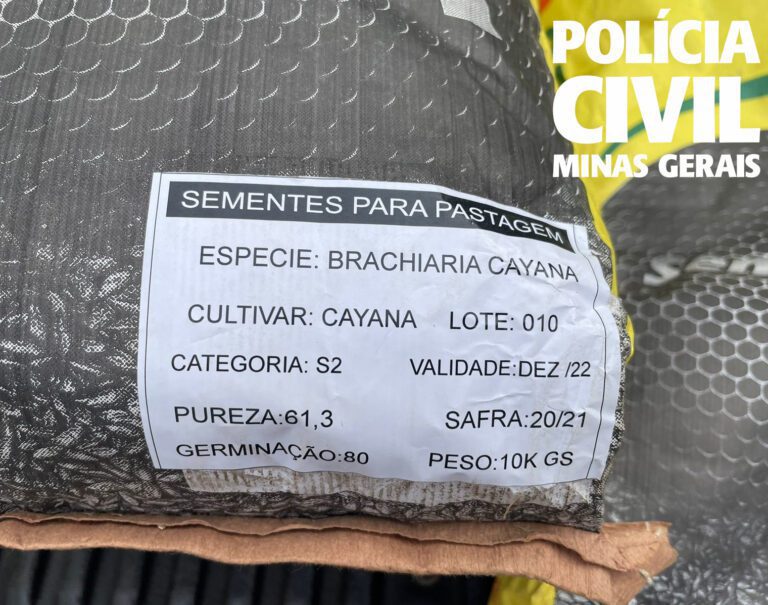 POLÍCIA
CIVIL
MINAS GERAIS
SEMENTES PARA PASTAGEM
ESPECIE: BRACHIARIA CAYANA
CULTIVAR: CAYANA LOTE: 010
CATEGORIA: S2 VALIDADE:DEZ /22
PUREZA:61,3 SAFRA:20/21
GERMINAÇÃO:80 PESO:10K GS